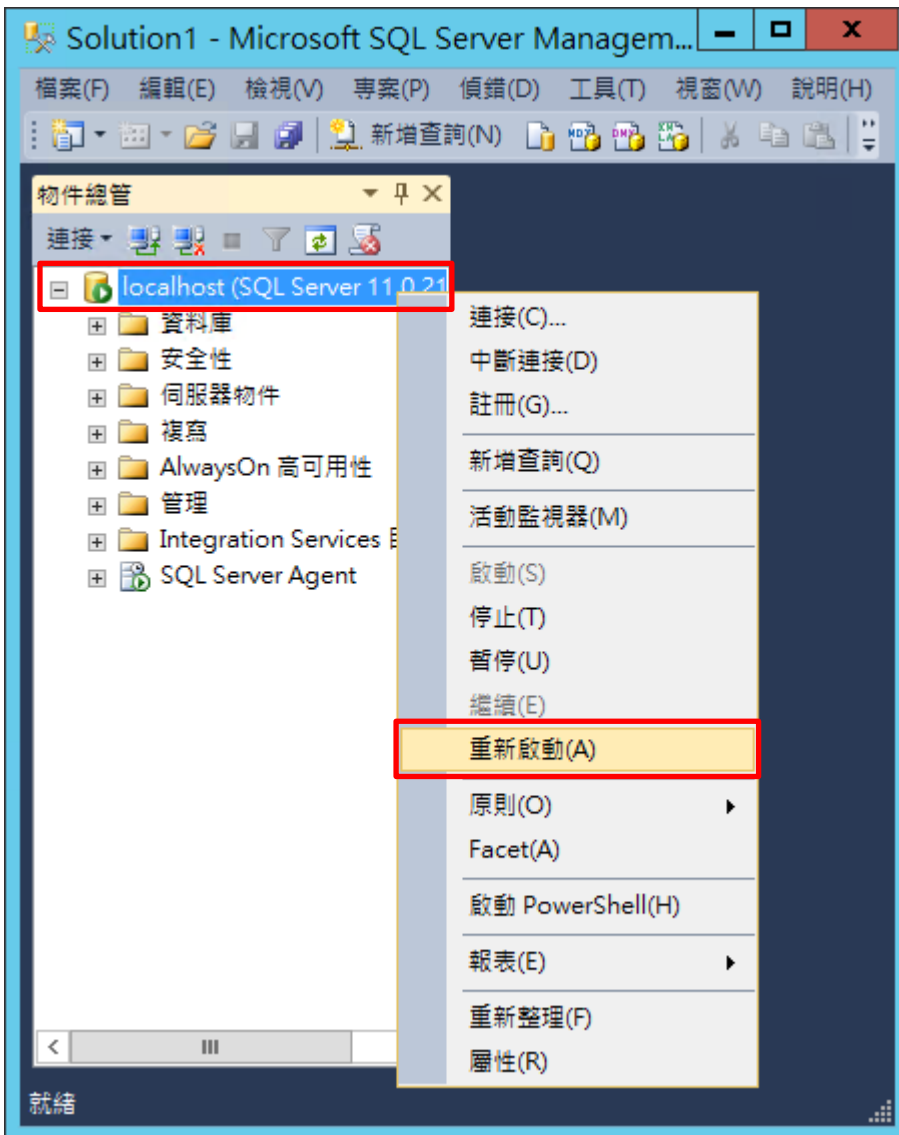 Solution1 - Microsoft SQL Server Managem...
檔案(F) 編輯(E) 檢視(V) 專案(P) 偵錯(D) 工具(T) 視窗(W) 說明(H)
新增查詢(N)
物件總管
連接
localhost (SQL Server 11.0.21
資料庫
安全性
伺服器物件
複寫
AlwaysOn 高可用性
管理
Integration Services
SQL Server Agent
連接(C)...
中斷連接(D)
註冊(G)...
新增查詢(Q)
活動監視器(M)
啟動(S)
停止(T)
暫停(U)
繼續(E)
重新啟動(A)
原則(O)
Facet(A)
啟動 PowerShell(H)
報表(E)
重新整理(F)
屬性(R)
就緒